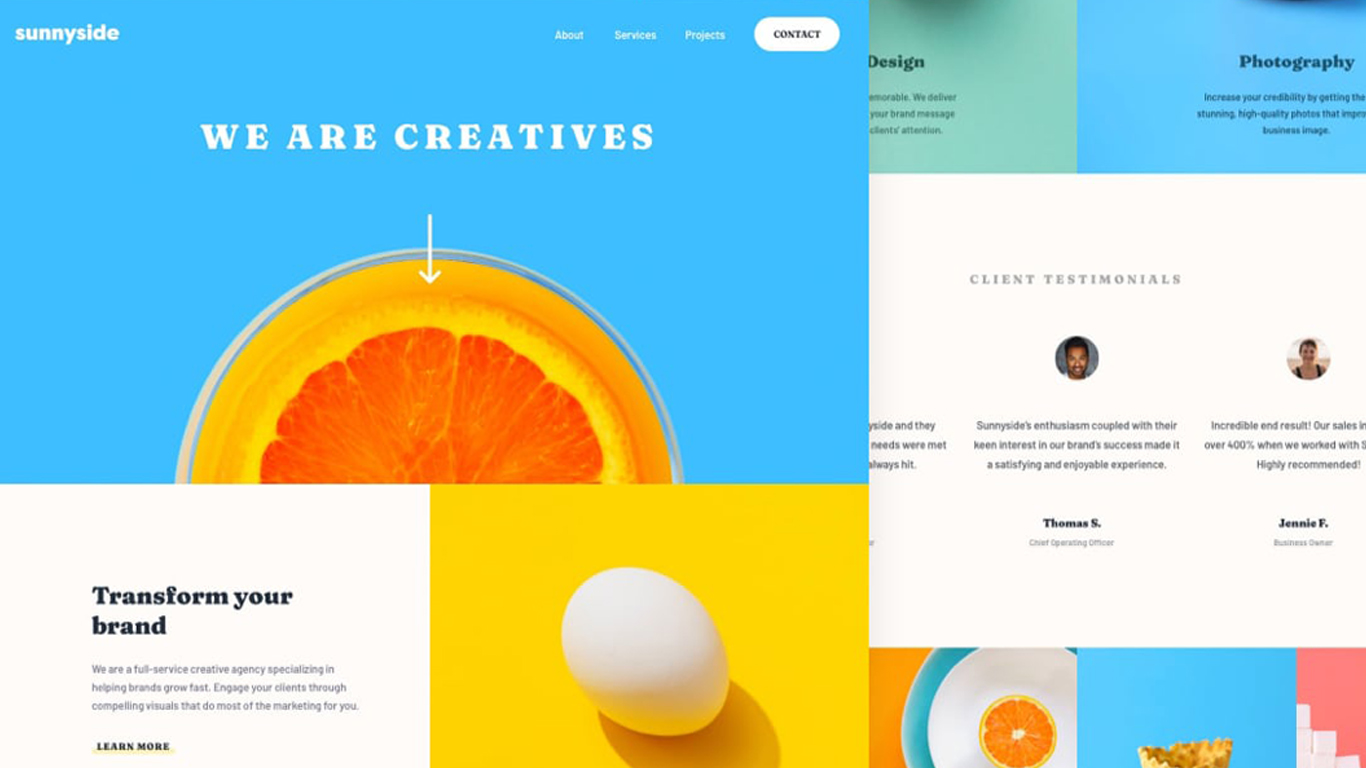 sunnyside
About
Services
Projects
CONTACT
WE ARE CREATIVES
Transform your
brand
We are a full-service creative agency specializing in
helping brands grow fast. Engage your clients through
compelling visuals that do most of the marketing for you.
LEARN MORE
Design
We deliver
your brand message
clients' attention.
Photography
Increase your credibility by getting the
stunning, high-quality photos that
business image.
CLIENT TESTIMONIALS
and they
needs were met
always hit.
Sunnyside's enthusiasm coupled with their
keen interest in our brand's success made it
a satisfying and enjoyable experience.
Thomas S.
Chief Operating Officer
Incredible end result! Our sales
over 400% when we worked with
Highly recommended!
Jennie F.
Business Owner